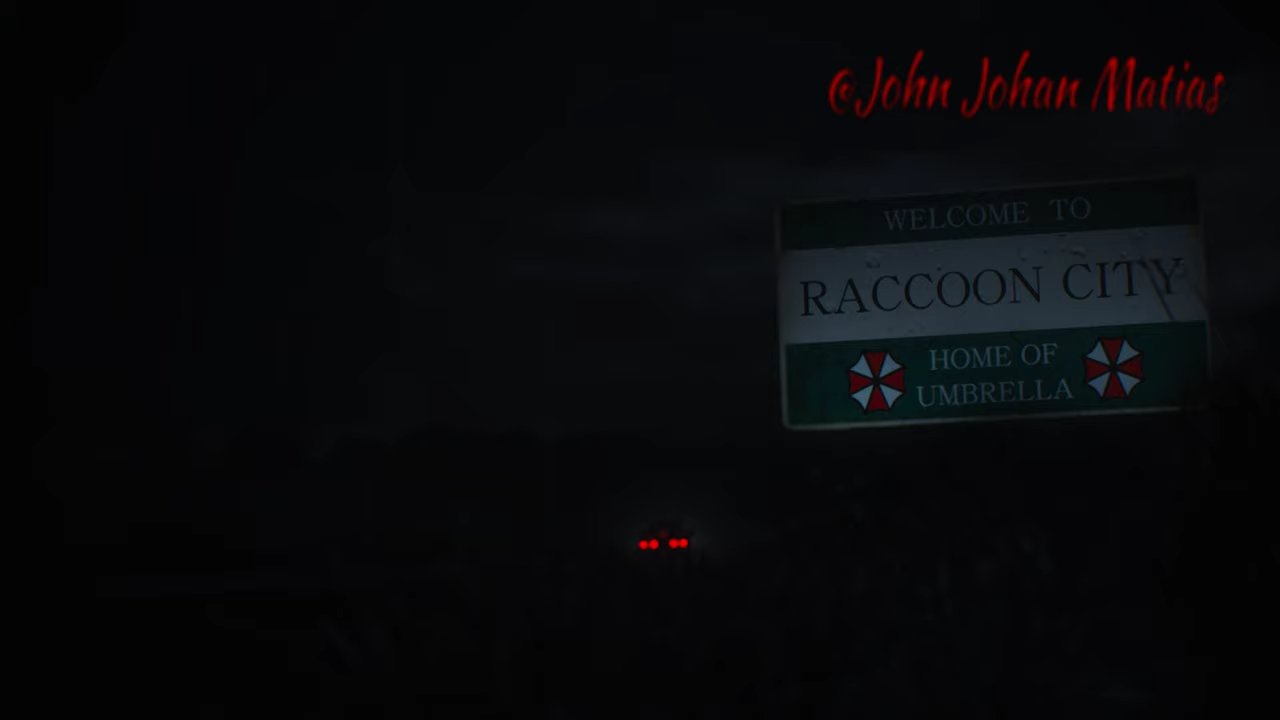 @John Johan Matias
WELCOME TO
RACCOON CITY
HOME OF
UMBRELLA